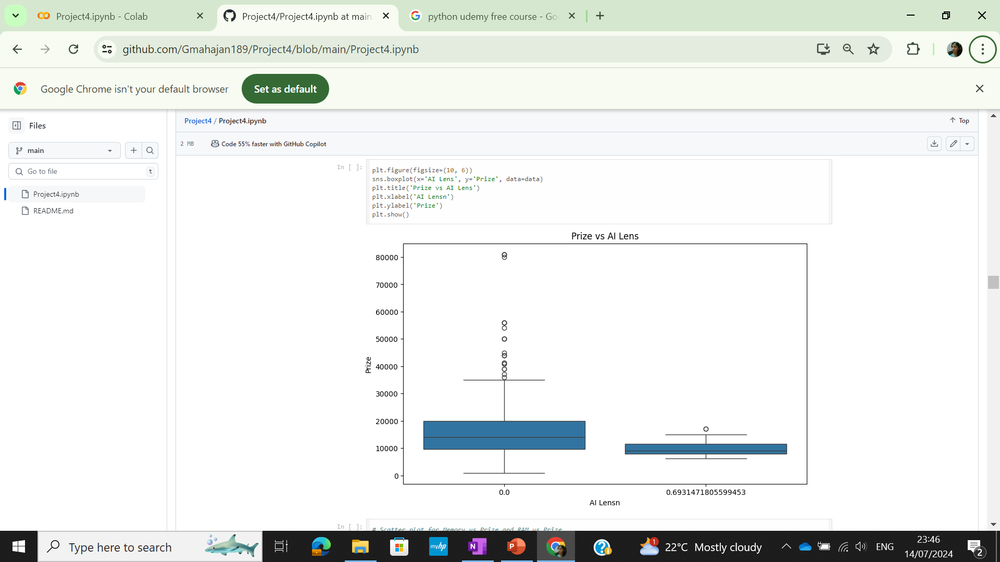 Project4.ipynb - Colab
Project4/Project4.ipynb at main
python udemy free course - Go
github.com/Gmahajan189/Project4/blob/main/Project4.ipynb
Google Chrome isn't your default browser
Set as default
Files
main
Go to file
t
Project4.ipynb
README.md
Project4 / Project4.ipynb
Top
2 MB
Code 55% faster with GitHub Copilot
In [ ]:
plt.figure(figsize=(10, 6))
sns.boxplot(x='AI Lens', y='Prize', data=data)
plt.title('Prize vs AI Lens')
plt.xlabel('AI Lensn')
plt.ylabel('Prize')
plt.show()
Prize vs AI Lens
80000
70000
60000
50000
40000
30000
20000
10000
0
Prize
0.0
0.6931471805599453
AI Lensn
In [ ]:
# Scatter plot for Memory vs Prize and RAM vs Prize
Type here to search
myhp
N
P
1
22°C Mostly cloudy
ENG
23:46
14/07/2024
2